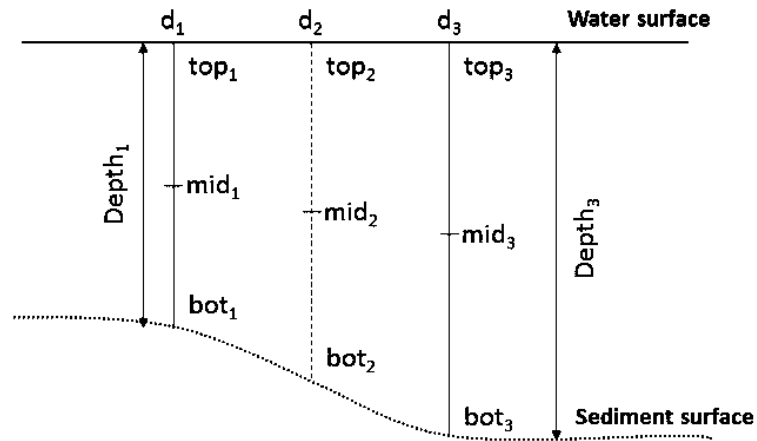 d₁ d₂ d₃ Water surface
top₁ top₂ top₃
Depth₁
mid₁
mid₂
mid₃
Depth₃
bot₁
bot₂
bot₃
Sediment surface